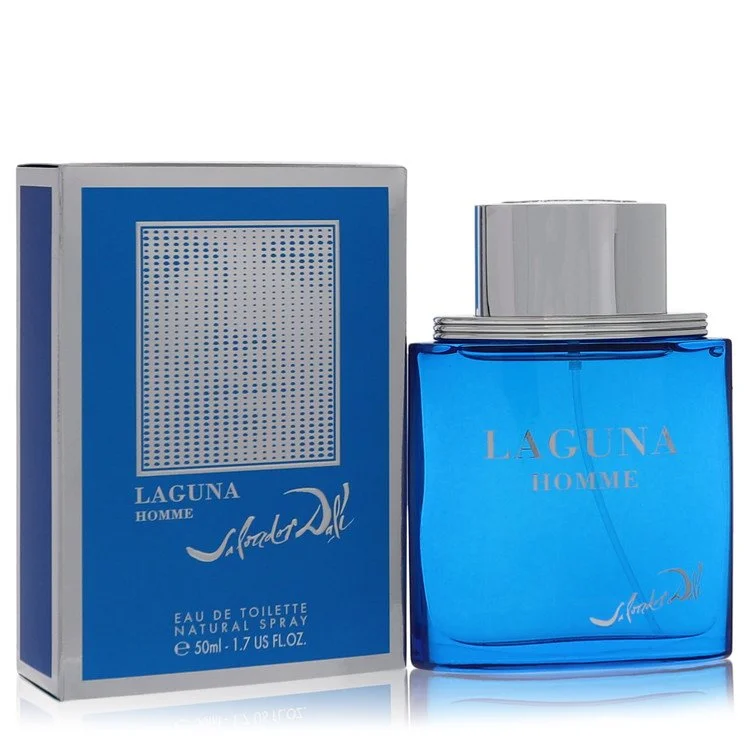 LAGUNA
HOMME
Salvador Dalí
EAU DE TOILETTE
NATURAL SPRAY
℮ 50ml - 1.7 US FL.OZ.
LAGUNA
HOMME
Salvador Dalí